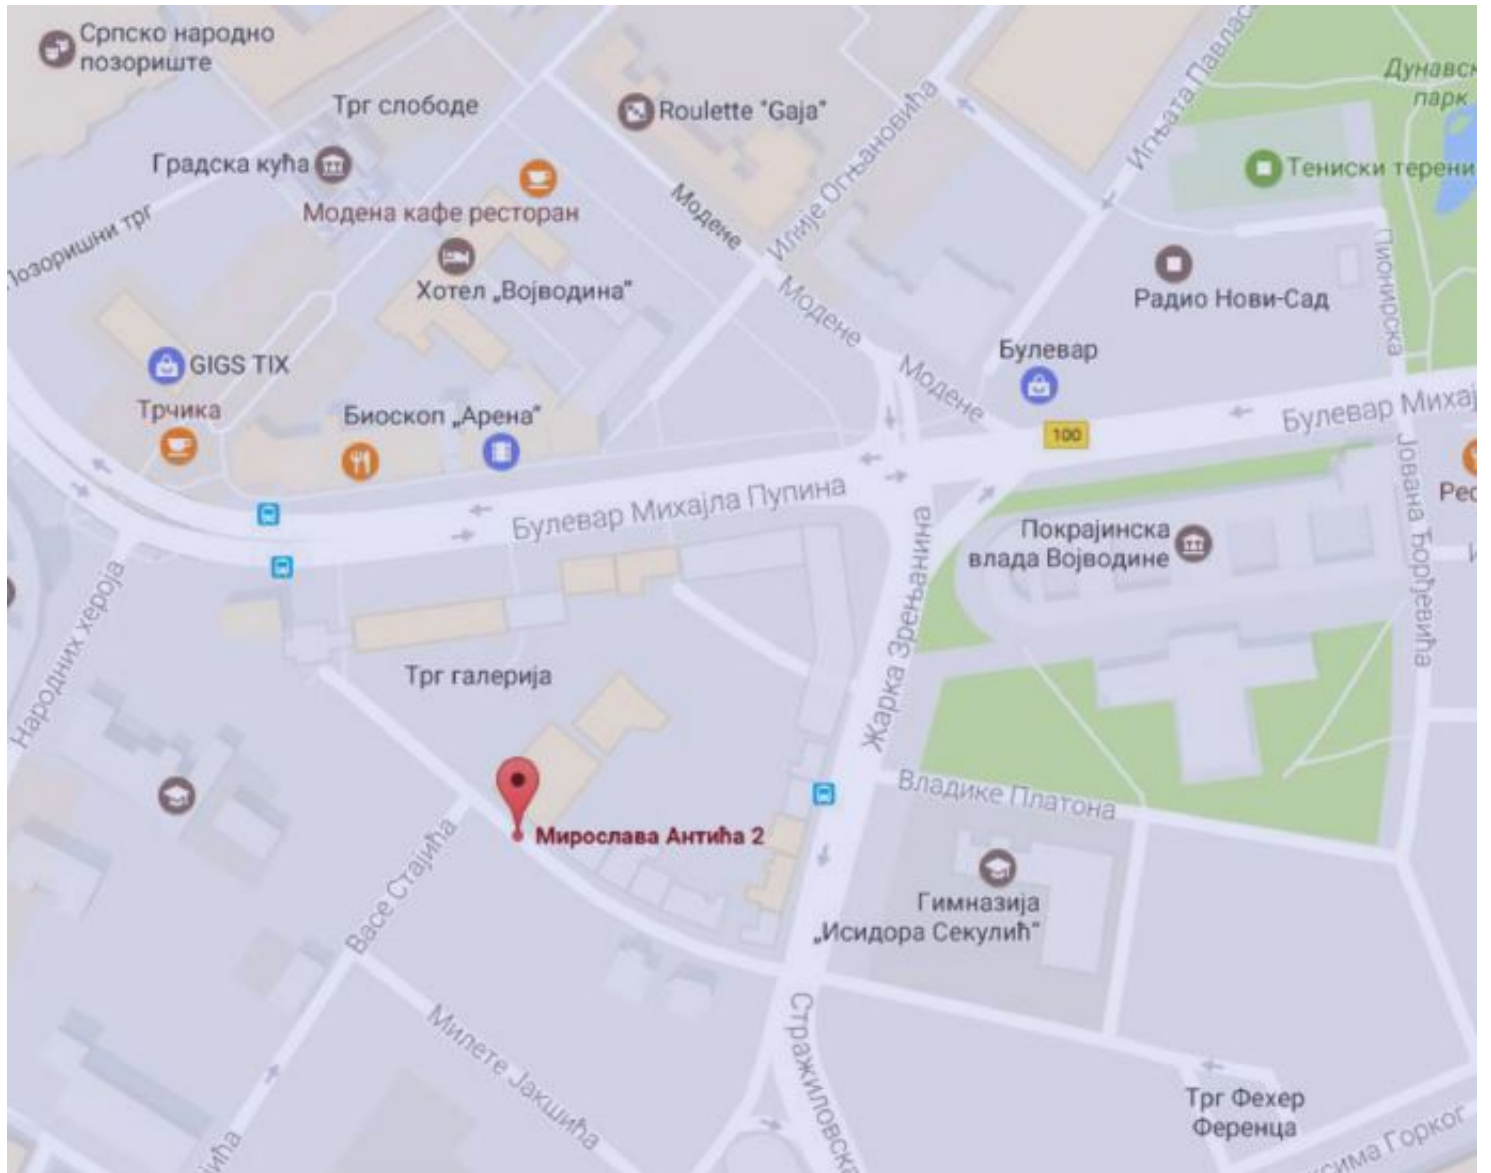 Српско народно
позориште
Трг слободе
Roulette "Gaja"
Градска кућа
Модена кафе ресторан
Хотел „Војводина“
Позоришни трг
Модене
Илије Огњановића
Игњата Павласа
Дунавск
парк
Тениски терени
Пионирска
Радио Нови-Сад
Модене
Модене
Булевар
GIGS TIX
Трчика
Биоскоп „Арена“
100
Булевар Михај
Булевар Михајла Пупина
Јована Ђорђевића
Рес
Покрајинска
влада Војводине
Народних хероја
Жарка Зрењанина
Трг галерија
Владике Платона
Мирослава Антића 2
Васе Стајића
Гимназија
„Исидора Секулић“
Милете Јакшића
Стражиловска
Трг Фехер
Ференца
ксима Горког
јића